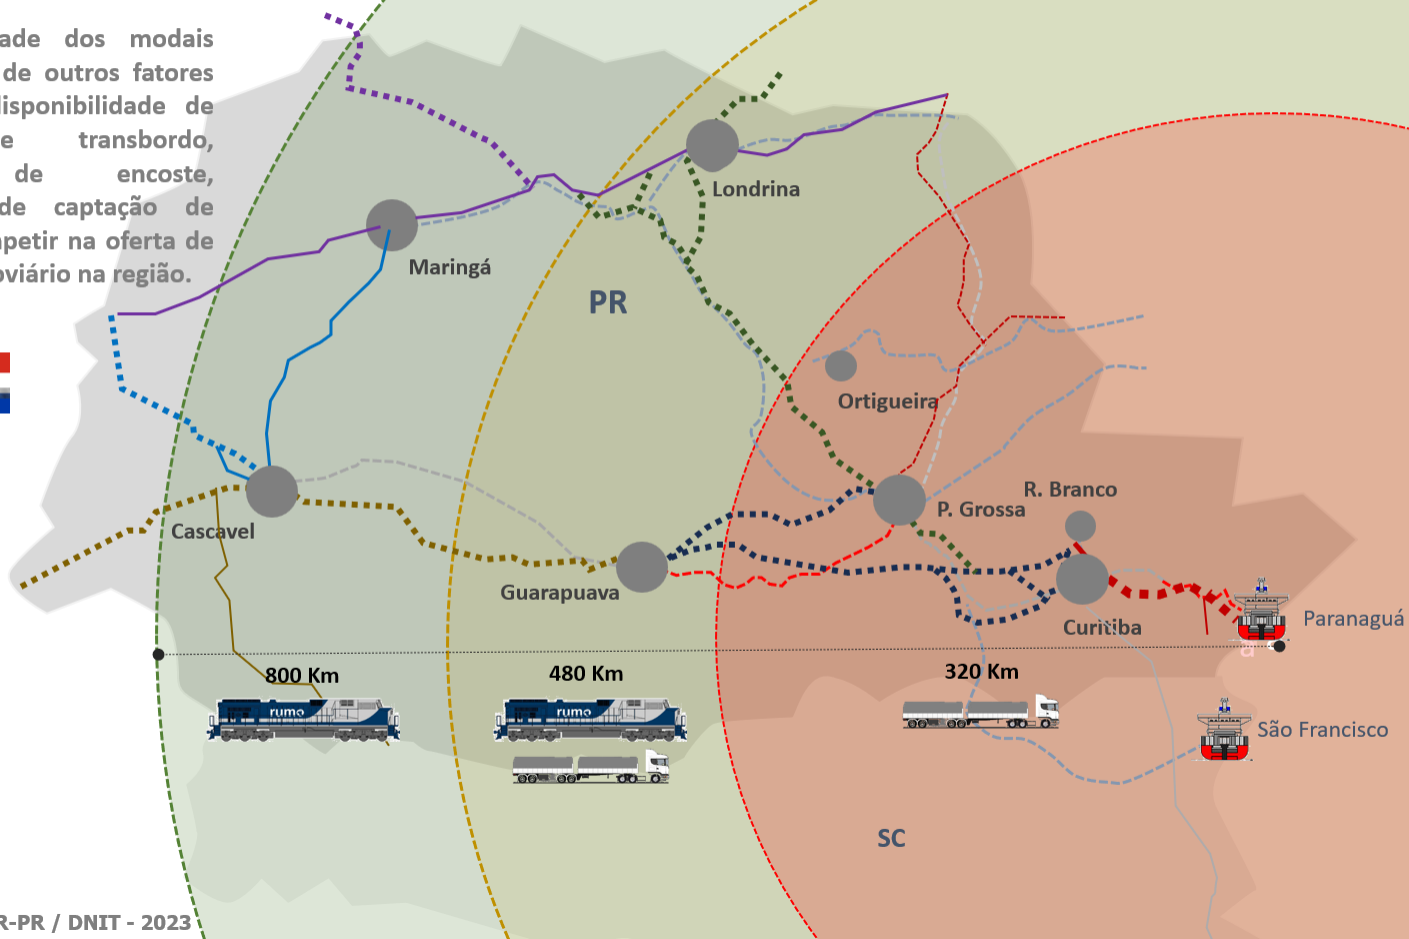 ade dos modais
de outros fatores
lisponibilidade de
e transbordo,
de encoste,
de captação de
petir na oferta de
oviário na região.
Londrina
Maringá
PR
Ortigueira
R. Branco
P. Grossa
Cascavel
Guarapuava
Curitiba
Paranaguá
a
800 Km
480 Km
320 Km
rumo
rumo
São Francisco
SC
R-PR / DNIT - 2023